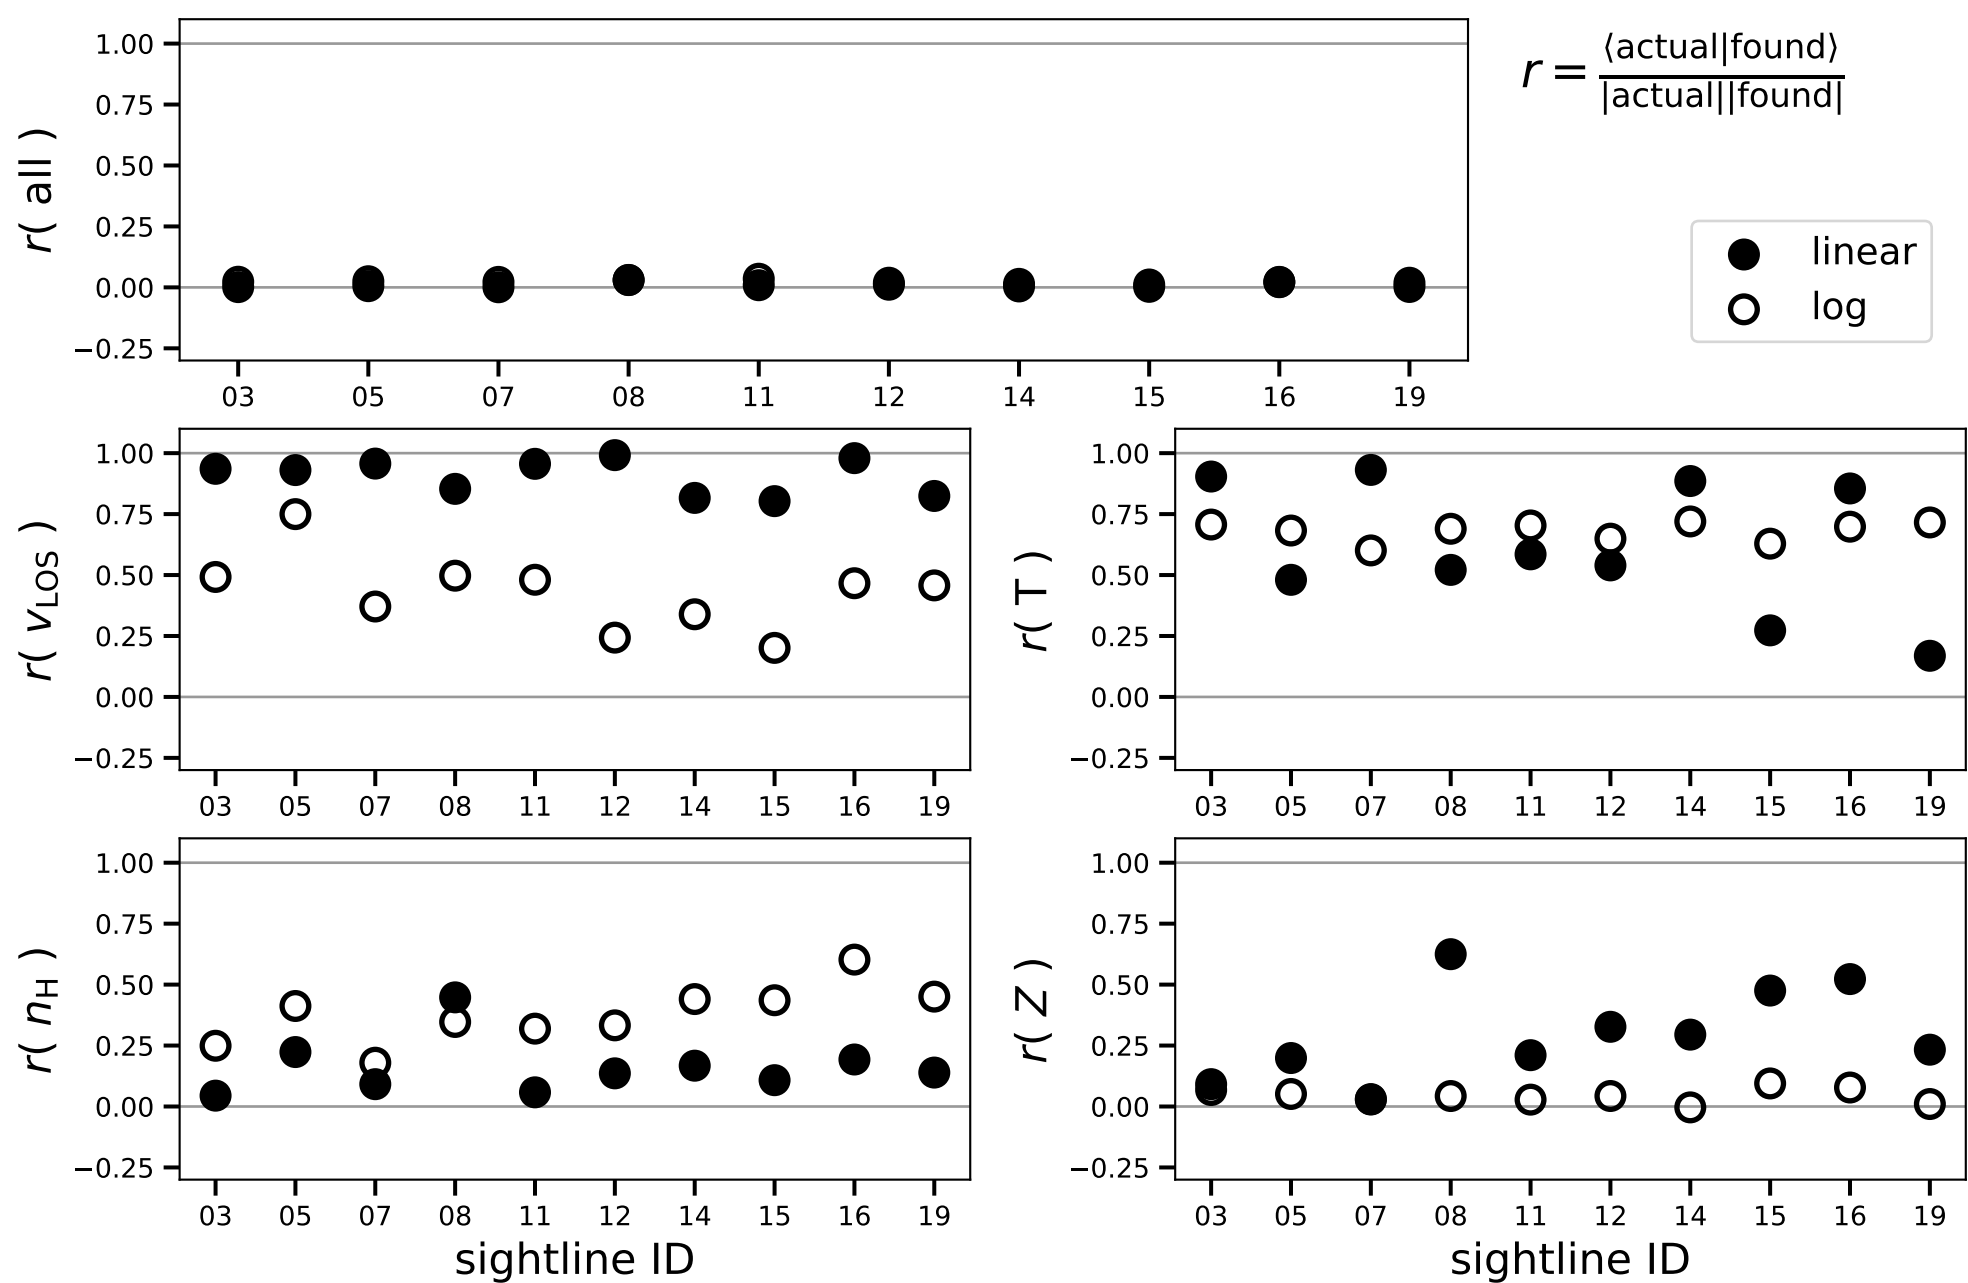 r( all )
1.00
0.75
0.50
0.25
0.00
−0.25
03 05 07 08 11 12 14 15 16 19
r = ⟨actual|found⟩ / |actual||found|
linear
log
r( v_LOS )
1.00
0.75
0.50
0.25
0.00
−0.25
03 05 07 08 11 12 14 15 16 19
r( T )
1.00
0.75
0.50
0.25
0.00
−0.25
03 05 07 08 11 12 14 15 16 19
r( n_H )
1.00
0.75
0.50
0.25
0.00
−0.25
03 05 07 08 11 12 14 15 16 19
sightline ID
r( Z )
1.00
0.75
0.50
0.25
0.00
−0.25
03 05 07 08 11 12 14 15 16 19
sightline ID